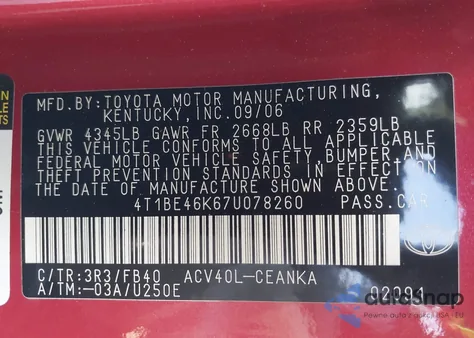 MFD.BY:TOYOTA MOTOR MANUFACTURING,
KENTUCKY,INC.09/06
GVWR 4345LB GAWR FR 2668LB RR 2359LB
THIS VEHICLE CONFORMS TO ALL APPLICABLE
FEDERAL MOTOR VEHICLE SAFETY,BUMPER,AND
THEFT PREVENTION STANDARDS IN EFFECT ON
THE DATE OF MANUFACTURE SHOWN ABOVE.
4T1BE46K67U078260 PASS.CAR
C/TR:3R3/FB40 ACV40L-CEANKA
A/TM:-03A/U250E 02094
autoSnap